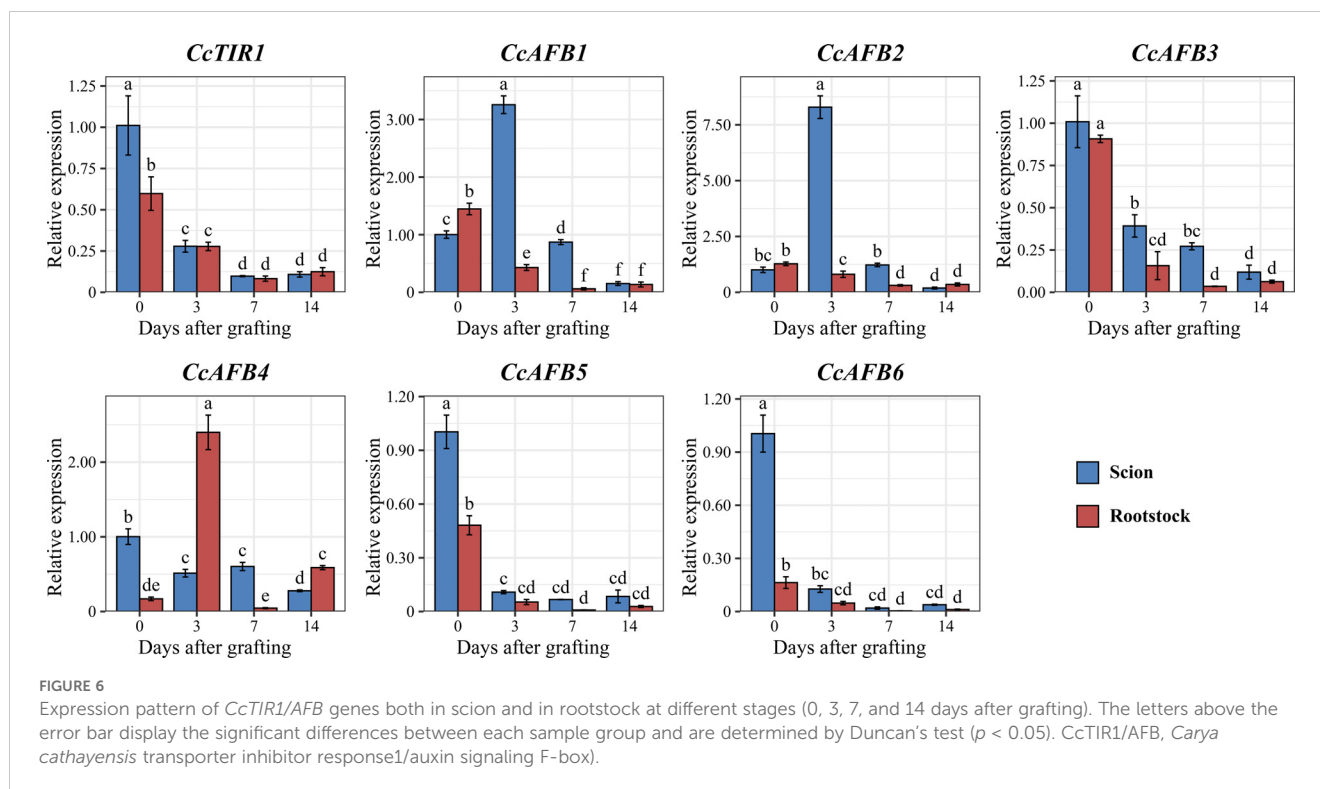 CcTIR1 CcAFB1 CcAFB2 CcAFB3
Relative expression
1.25
1.00
0.75
0.50
0.25
0
a b c c d d d d
0 3 7 14
Days after grafting
Relative expression
3.00
2.00
1.00
0
c b a e d f f f
0 3 7 14
Days after grafting
Relative expression
7.50
5.00
2.50
0
bc b a c b d d d
0 3 7 14
Days after grafting
Relative expression
1.00
0.75
0.50
0.25
0.00
a a b cd bc d d d
0 3 7 14
Days after grafting
CcAFB4 CcAFB5 CcAFB6
Relative expression
2.00
1.00
0
b de c a c e d c
0 3 7 14
Days after grafting
Relative expression
1.20
0.90
0.60
0.30
0
a b c cd cd d cd cd
0 3 7 14
Days after grafting
Relative expression
1.20
0.90
0.60
0.30
0
a b bc cd cd d cd d
0 3 7 14
Days after grafting
Scion
Rootstock
FIGURE 6
Expression pattern of CcTIR1/AFB genes both in scion and in rootstock at different stages (0, 3, 7, and 14 days after grafting). The letters above the
error bar display the significant differences between each sample group and are determined by Duncan’s test (p < 0.05). CcTIR1/AFB, Carya
cathayensis transporter inhibitor response1/auxin signaling F-box).